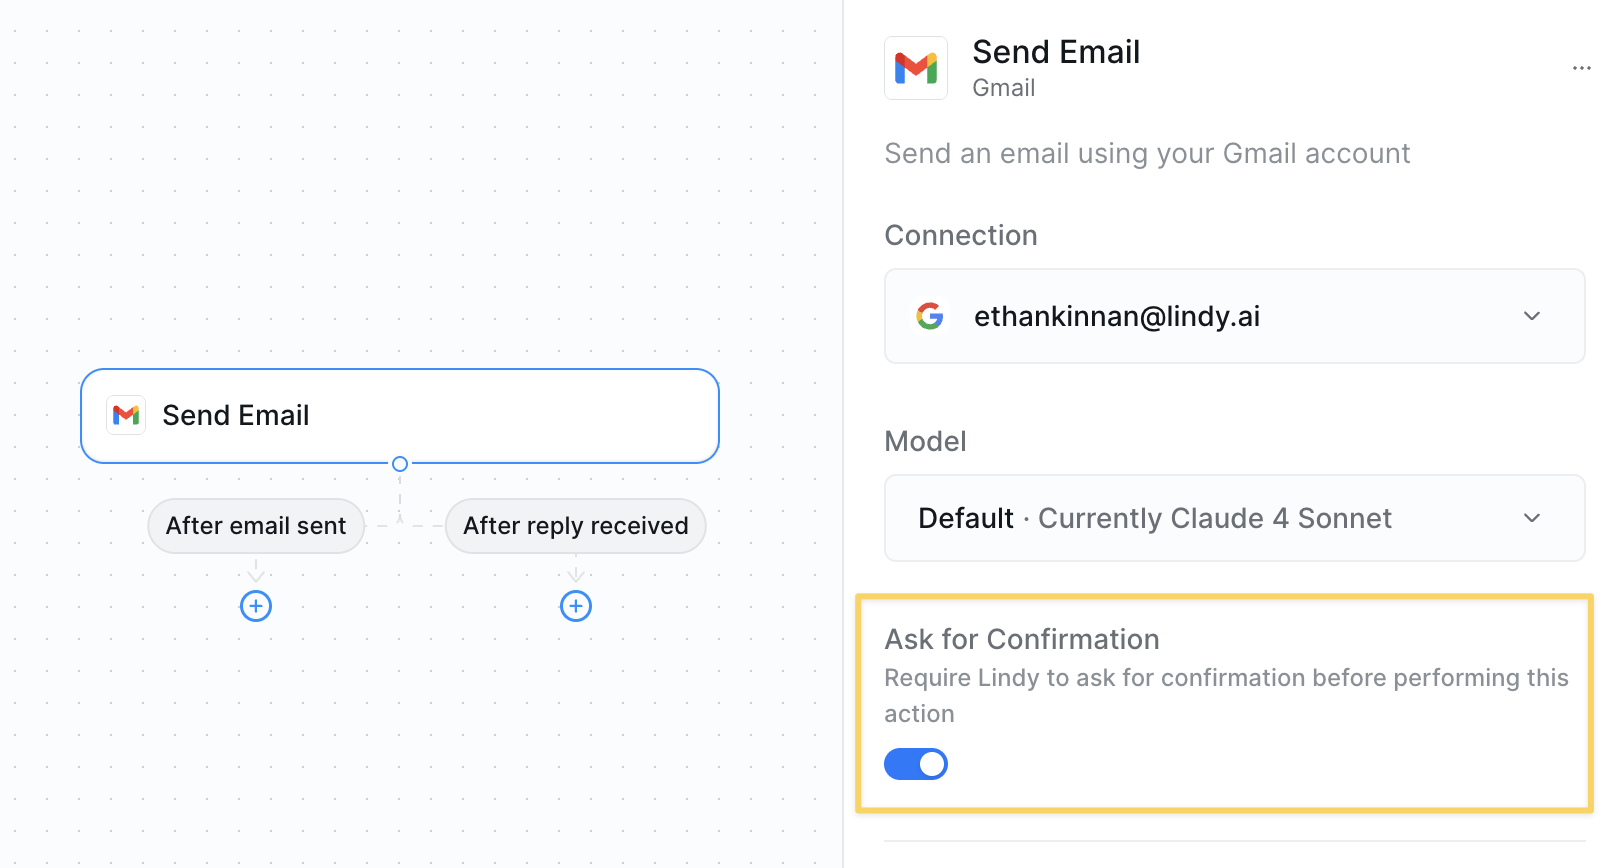 Send Email
After email sent
After reply received
Send Email
Gmail
Send an email using your Gmail account
Connection
ethankinnan@lindy.ai
Model
Default · Currently Claude 4 Sonnet
Ask for Confirmation
Require Lindy to ask for confirmation before performing this
action